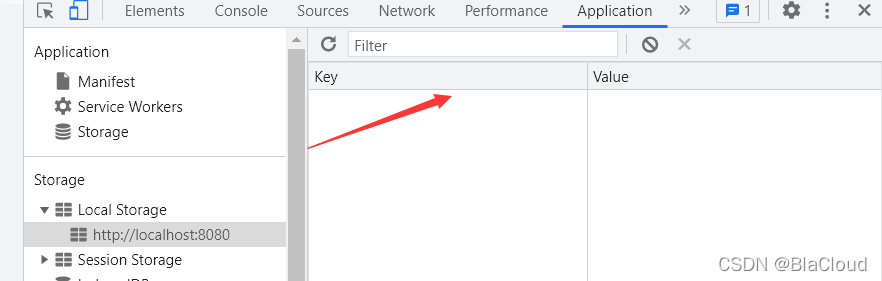 Elements Console Sources Network Performance Application » 1
Application
Manifest
Service Workers
Storage
Storage
Local Storage
http://localhost:8080
Session Storage
Filter
Key Value
CSDN @BlaCloud